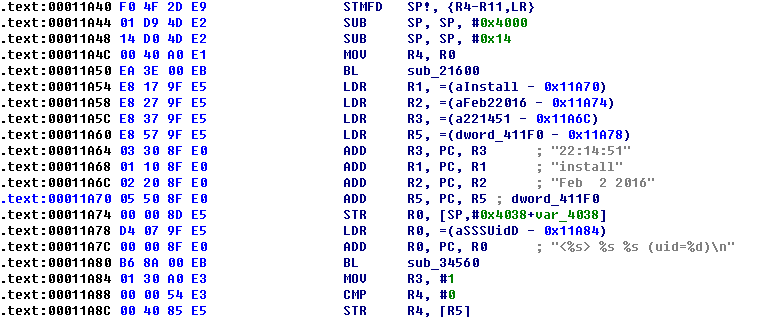 .text:00011A40 F0 4F 2D E9 STMFD SP!, {R4-R11,LR}
.text:00011A44 01 D9 4D E2 SUB SP, SP, #0x4000
.text:00011A48 14 D0 4D E2 SUB SP, SP, #0x14
.text:00011A4C 00 40 A0 E1 MOV R4, R0
.text:00011A50 EA 3E 00 EB BL sub_21600
.text:00011A54 E8 17 9F E5 LDR R1, =(aInstall - 0x11A70)
.text:00011A58 E8 27 9F E5 LDR R2, =(aFeb22016 - 0x11A74)
.text:00011A5C E8 37 9F E5 LDR R3, =(a221451 - 0x11A6C)
.text:00011A60 E8 57 9F E5 LDR R5, =(dword_411F0 - 0x11A78)
.text:00011A64 03 30 8F E0 ADD R3, PC, R3 ; "22:14:51"
.text:00011A68 01 10 8F E0 ADD R1, PC, R1 ; "install"
.text:00011A6C 02 20 8F E0 ADD R2, PC, R2 ; "Feb  2 2016"
.text:00011A70 05 50 8F E0 ADD R5, PC, R5 ; dword_411F0
.text:00011A74 00 00 8D E5 STR R0, [SP,#0x4038+var_4038]
.text:00011A78 D4 07 9F E5 LDR R0, =(aSSSUidD - 0x11A84)
.text:00011A7C 00 00 8F E0 ADD R0, PC, R0 ; "<%s> %s %s (uid=%d)\n"
.text:00011A80 B6 8A 00 EB BL sub_34560
.text:00011A84 01 30 A0 E3 MOV R3, #1
.text:00011A88 00 00 54 E3 CMP R4, #0
.text:00011A8C 00 40 85 E5 STR R4, [R5]